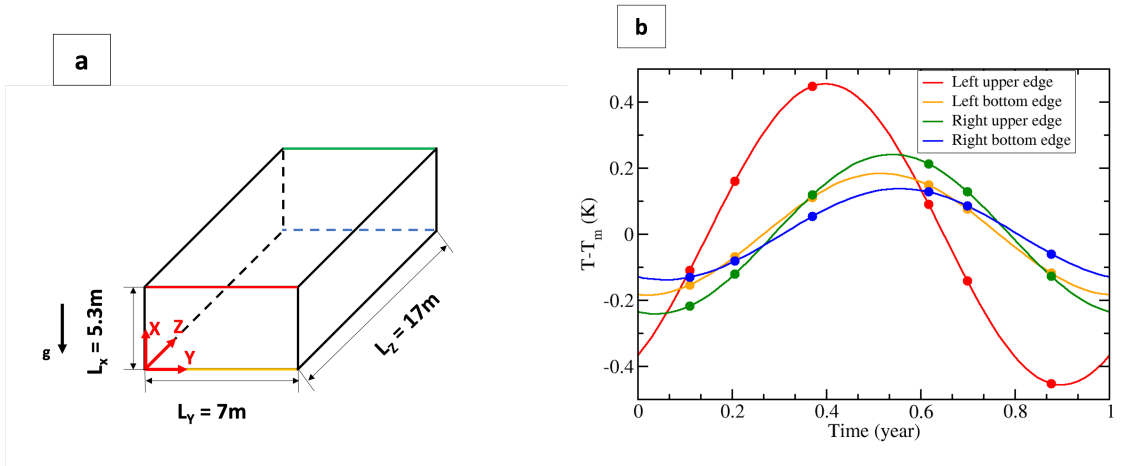 a
g
X
Z
Y
Lx = 5.3m
LY = 7m
LZ = 17m
b
Left upper edge
Left bottom edge
Right upper edge
Right bottom edge
T-Tm (K)
0.4
0.2
0
-0.2
-0.4
0
0.2
0.4
0.6
0.8
1
Time (year)